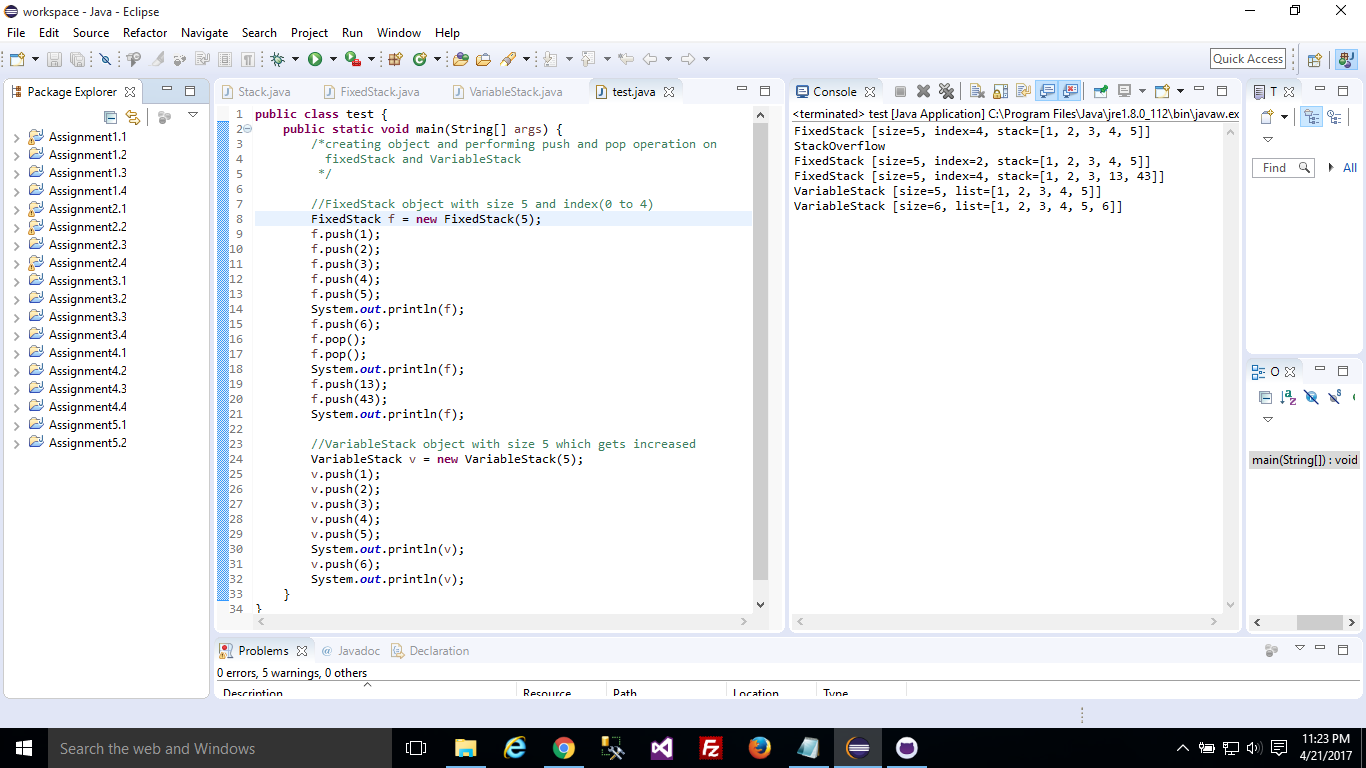 workspace - Java - Eclipse
File Edit Source Refactor Navigate Search Project Run Window Help
Quick Access
Package Explorer
Assignment1.1
Assignment1.2
Assignment1.3
Assignment1.4
Assignment2.1
Assignment2.2
Assignment2.3
Assignment2.4
Assignment3.1
Assignment3.2
Assignment3.3
Assignment3.4
Assignment4.1
Assignment4.2
Assignment4.3
Assignment4.4
Assignment5.1
Assignment5.2
Stack.java FixedStack.java VariableStack.java test.java
1 public class test {
2 public static void main(String[] args) {
3 /*creating object and performing push and pop operation on
4 fixedStack and VariableStack
5 */
6
7 //FixedStack object with size 5 and index(0 to 4)
8 FixedStack f = new FixedStack(5);
9 f.push(1);
10 f.push(2);
11 f.push(3);
12 f.push(4);
13 f.push(5);
14 System.out.println(f);
15 f.push(6);
16 f.pop();
17 f.pop();
18 System.out.println(f);
19 f.push(13);
20 f.push(43);
21 System.out.println(f);
22
23 //VariableStack object with size 5 which gets increased
24 VariableStack v = new VariableStack(5);
25 v.push(1);
26 v.push(2);
27 v.push(3);
28 v.push(4);
29 v.push(5);
30 System.out.println(v);
31 v.push(6);
32 System.out.println(v);
33 }
34 }
Console
<terminated> test [Java Application] C:\Program Files\Java\jre1.8.0_112\bin\javaw.ex
FixedStack [size=5, index=4, stack=[1, 2, 3, 4, 5]]
StackOverflow
FixedStack [size=5, index=2, stack=[1, 2, 3, 4, 5]]
FixedStack [size=5, index=4, stack=[1, 2, 3, 13, 43]]
VariableStack [size=5, list=[1, 2, 3, 4, 5]]
VariableStack [size=6, list=[1, 2, 3, 4, 5, 6]]
T
Find All
O
main(String[]) : void
Problems @ Javadoc Declaration
0 errors, 5 warnings, 0 others
Description Resource Path Location Type
Search the web and Windows
11:23 PM
4/21/2017